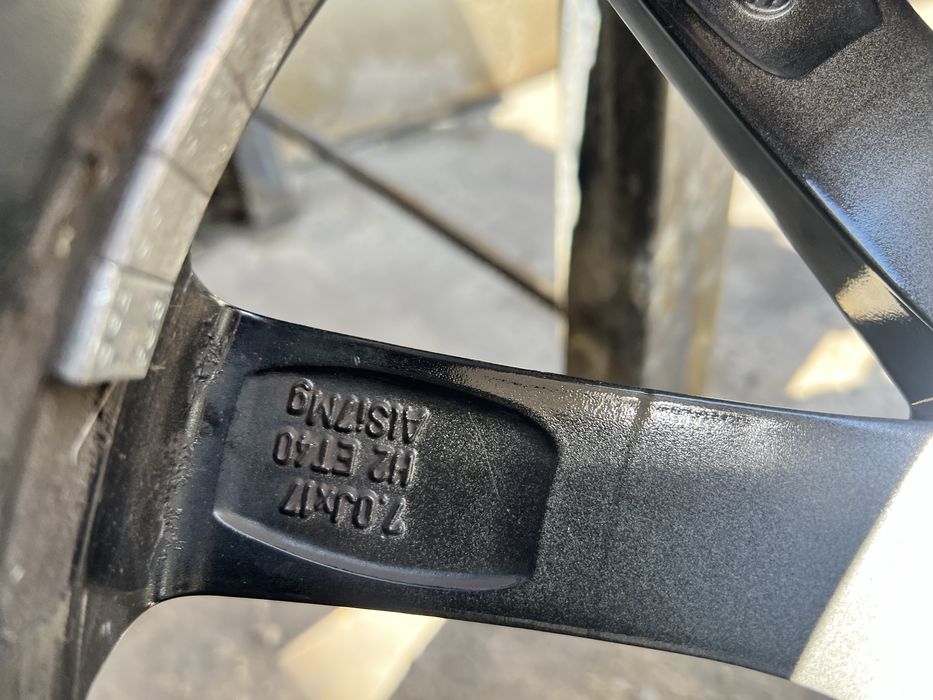 7.0Jx17
H2 ET40
AlSi7Mg